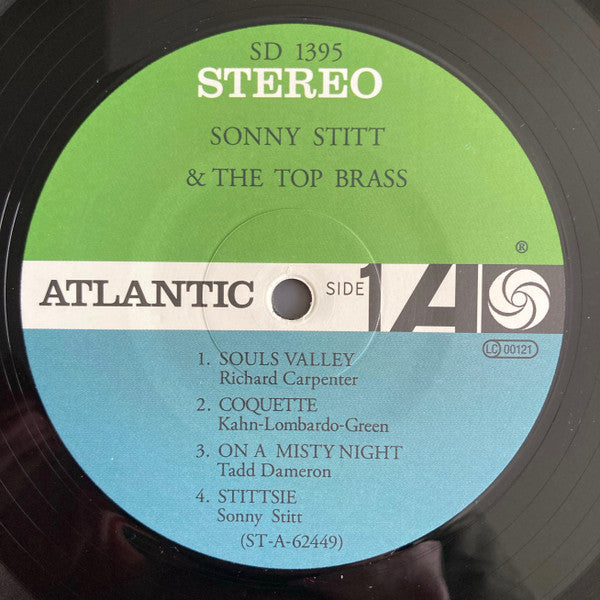 SD 1395
STEREO
SONNY STITT
& THE TOP BRASS
®
ATLANTIC SIDE 1 A
LC 00121
1. SOULS VALLEY
Richard Carpenter
2. COQUETTE
Kahn-Lombardo-Green
3. ON A MISTY NIGHT
Tadd Dameron
4. STITTSIE
Sonny Stitt
(ST-A-62449)